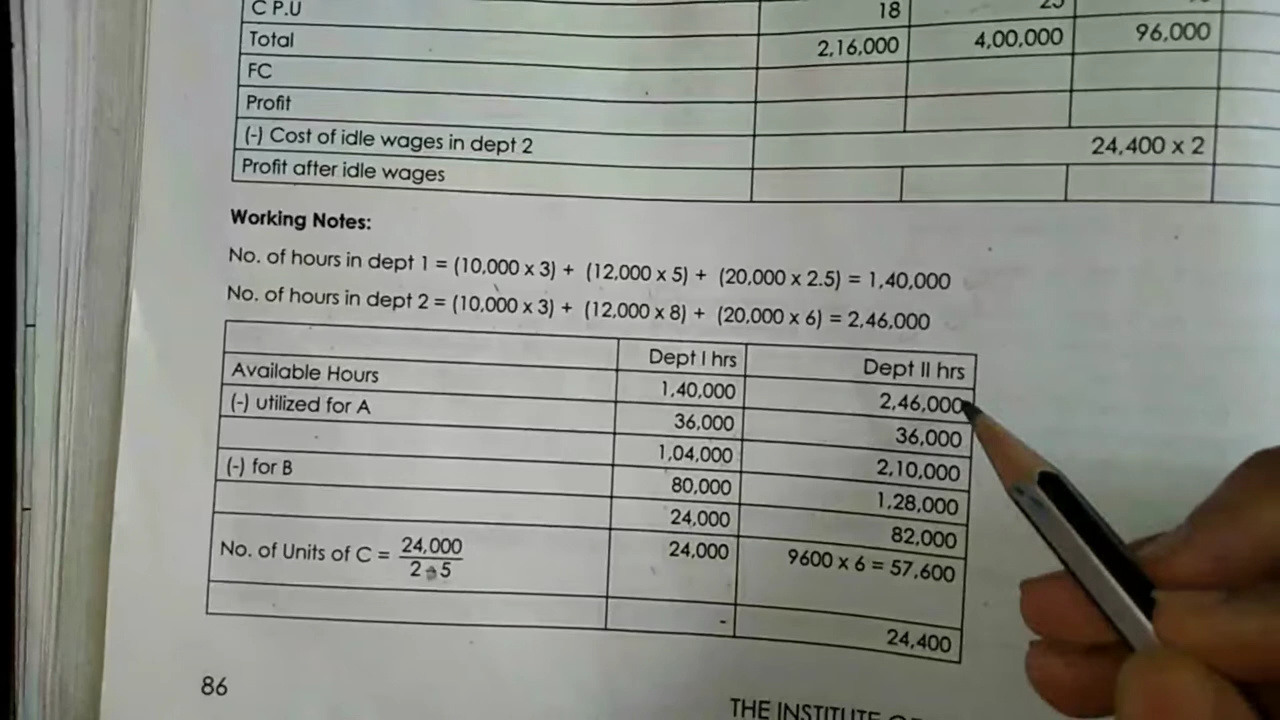 C P.U 18
Total 2,16,000 4,00,000 96,000
FC
Profit
(-) Cost of idle wages in dept 2 24,400 x 2
Profit after idle wages
Working Notes:
No. of hours in dept 1 = (10,000 x 3) + (12,000 x 5) + (20,000 x 2.5) = 1,40,000
No. of hours in dept 2 = (10,000 x 3) + (12,000 x 8) + (20,000 x 6) = 2,46,000
Dept I hrs Dept II hrs
Available Hours 1,40,000 2,46,000
(-) utilized for A 36,000 36,000
1,04,000 2,10,000
(-) for B 80,000 1,28,000
24,000 82,000
No. of Units of C = 24,000 / 2.5 24,000 9600 x 6 = 57,600
- 24,400
86
THE INSTITUTE